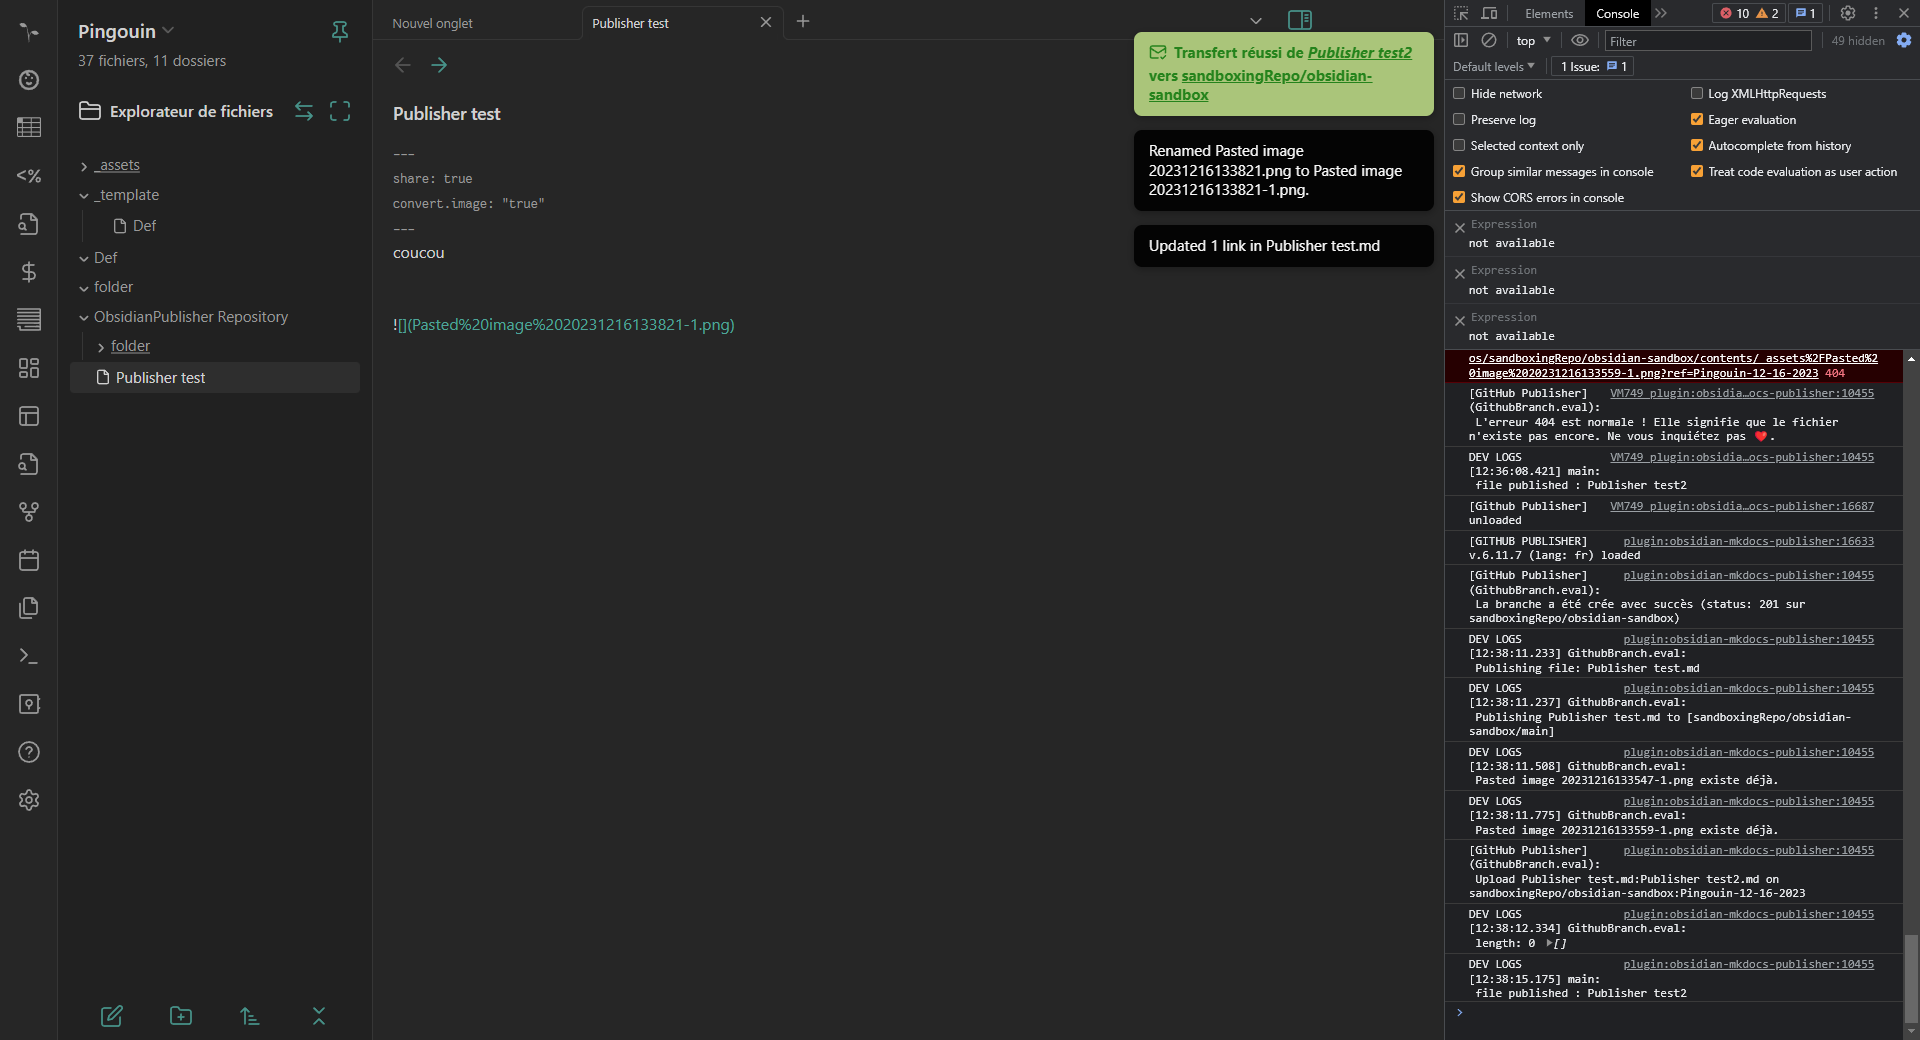 Pingouin
37 fichiers, 11 dossiers
Explorateur de fichiers
_assets
_template
Def
Def
folder
ObsidianPublisher Repository
folder
Publisher test
Nouvel onglet
Publisher test
Publisher test
---
share: true
convert.image: "true"
---
coucou
![](Pasted%20image%2020231216133821-1.png)
Transfert réussi de Publisher test2
vers sandboxingRepo/obsidian-
sandbox
Renamed Pasted image
20231216133821.png to Pasted image
20231216133821-1.png.
Updated 1 link in Publisher test.md
Elements
Console
10
2
1
top
Filter
49 hidden
Default levels
1 Issue: 1
Hide network
Log XMLHttpRequests
Preserve log
Eager evaluation
Selected context only
Autocomplete from history
Group similar messages in console
Treat code evaluation as user action
Show CORS errors in console
Expression
not available
Expression
not available
Expression
not available
os/sandboxingRepo/obsidian-sandbox/contents/_assets%2FPasted%2
0image%2020231216133559-1.png?ref=Pingouin-12-16-2023 404
[GitHub Publisher] VM749 plugin:obsidia…ocs-publisher:10455
(GithubBranch.eval):
L'erreur 404 est normale ! Elle signifie que le fichier
n'existe pas encore. Ne vous inquiétez pas ❤️.
DEV LOGS VM749 plugin:obsidia…ocs-publisher:10455
[12:36:08.421] main:
file published : Publisher test2
[Github Publisher] VM749 plugin:obsidia…ocs-publisher:16687
unloaded
[GITHUB PUBLISHER] plugin:obsidian-mkdocs-publisher:16633
v.6.11.7 (lang: fr) loaded
[GitHub Publisher] plugin:obsidian-mkdocs-publisher:10455
(GithubBranch.eval):
La branche a été crée avec succès (status: 201 sur
sandboxingRepo/obsidian-sandbox)
DEV LOGS plugin:obsidian-mkdocs-publisher:10455
[12:38:11.233] GithubBranch.eval:
Publishing file: Publisher test.md
DEV LOGS plugin:obsidian-mkdocs-publisher:10455
[12:38:11.237] GithubBranch.eval:
Publishing Publisher test.md to [sandboxingRepo/obsidian-
sandbox/main]
DEV LOGS plugin:obsidian-mkdocs-publisher:10455
[12:38:11.508] GithubBranch.eval:
Pasted image 20231216133547-1.png existe déjà.
DEV LOGS plugin:obsidian-mkdocs-publisher:10455
[12:38:11.775] GithubBranch.eval:
Pasted image 20231216133559-1.png existe déjà.
[GitHub Publisher] plugin:obsidian-mkdocs-publisher:10455
(GithubBranch.eval):
Upload Publisher test.md:Publisher test2.md on
sandboxingRepo/obsidian-sandbox:Pingouin-12-16-2023
DEV LOGS plugin:obsidian-mkdocs-publisher:10455
[12:38:12.334] GithubBranch.eval:
length: 0 ▶[]
DEV LOGS plugin:obsidian-mkdocs-publisher:10455
[12:38:15.175] main:
file published : Publisher test2